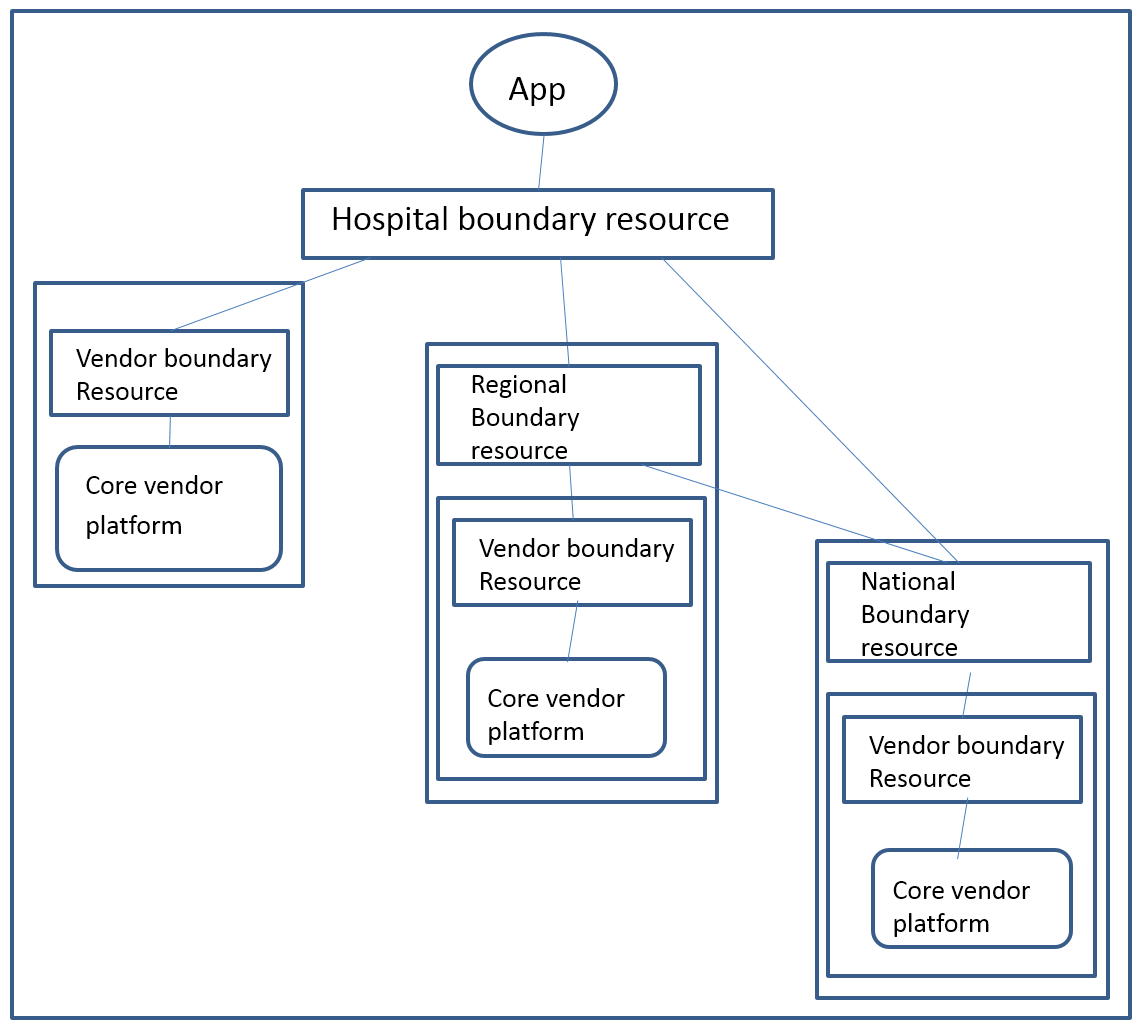 App
Hospital boundary resource
Vendor boundary
Resource
Core vendor
platform
Regional
Boundary
resource
Vendor boundary
Resource
Core vendor
platform
National
Boundary
resource
Vendor boundary
Resource
Core vendor
platform